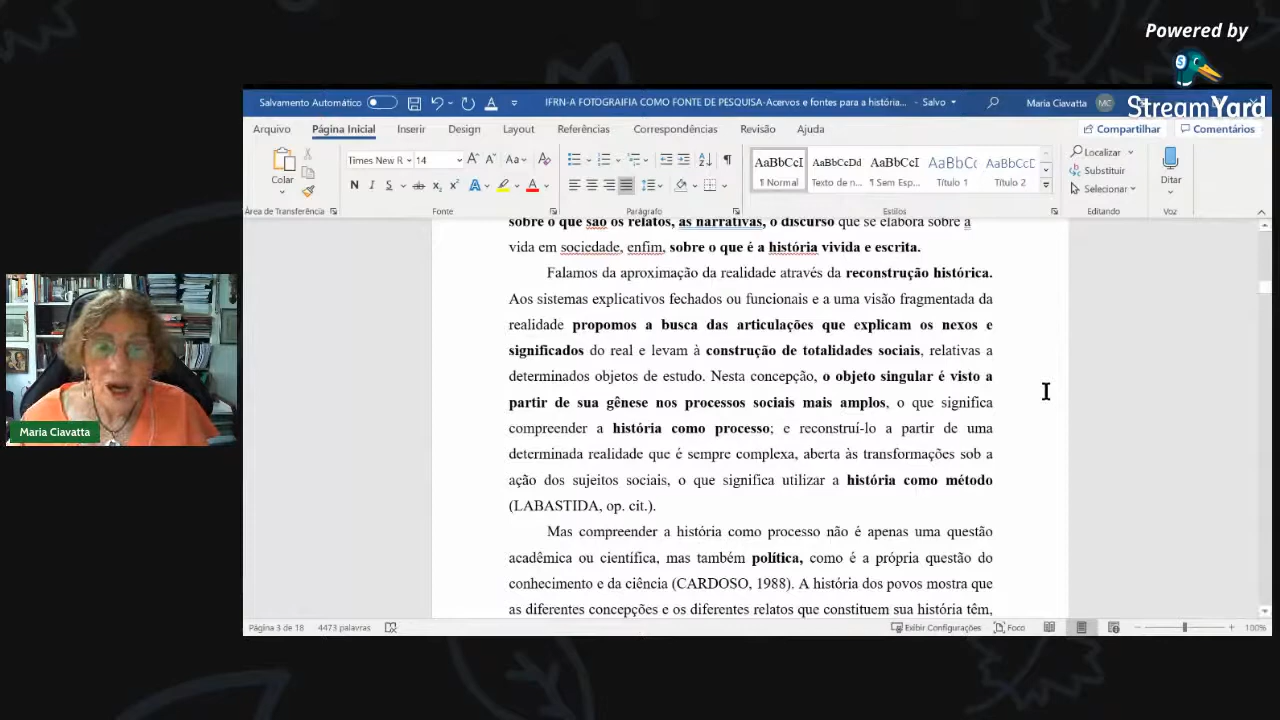 Powered by
StreamYard
Salvamento Automático
IFRN-A FOTOGRAIFIA COMO FONTE DE PESQUISA-Acervos e fontes para a história... - Salvo
Maria Ciavatta
MC
Arquivo
Página Inicial
Inserir
Design
Layout
Referências
Correspondências
Revisão
Ajuda
Compartilhar
Comentários
Colar
Times New R
14
Aa
N I S ab x₂ x²
AaBbCcI
AaBbCcDd
AaBbCcI
AaBbCc
AaBbCcD
¶ Normal
Texto de n...
¶ Sem Esp...
Título 1
Título 2
Localizar
Substituir
Selecionar
Ditar
Área de Transferência
Fonte
Parágrafo
Estilos
Editando
Voz
sobre o que são os relatos, as narrativas, o discurso que se elabora sobre a
vida em sociedade, enfim, sobre o que é a história vivida e escrita.
Falamos da aproximação da realidade através da reconstrução histórica.
Aos sistemas explicativos fechados ou funcionais e a uma visão fragmentada da
realidade propomos a busca das articulações que explicam os nexos e
significados do real e levam à construção de totalidades sociais, relativas a
determinados objetos de estudo. Nesta concepção, o objeto singular é visto a
partir de sua gênese nos processos sociais mais amplos, o que significa
compreender a história como processo; e reconstruí-lo a partir de uma
determinada realidade que é sempre complexa, aberta às transformações sob a
ação dos sujeitos sociais, o que significa utilizar a história como método
(LABASTIDA, op. cit.).
Mas compreender a história como processo não é apenas uma questão
acadêmica ou científica, mas também política, como é a própria questão do
conhecimento e da ciência (CARDOSO, 1988). A história dos povos mostra que
as diferentes concepções e os diferentes relatos que constituem sua história têm,
Maria Ciavatta
Página 3 de 18
4473 palavras
Exibir Configurações
Foco
100%